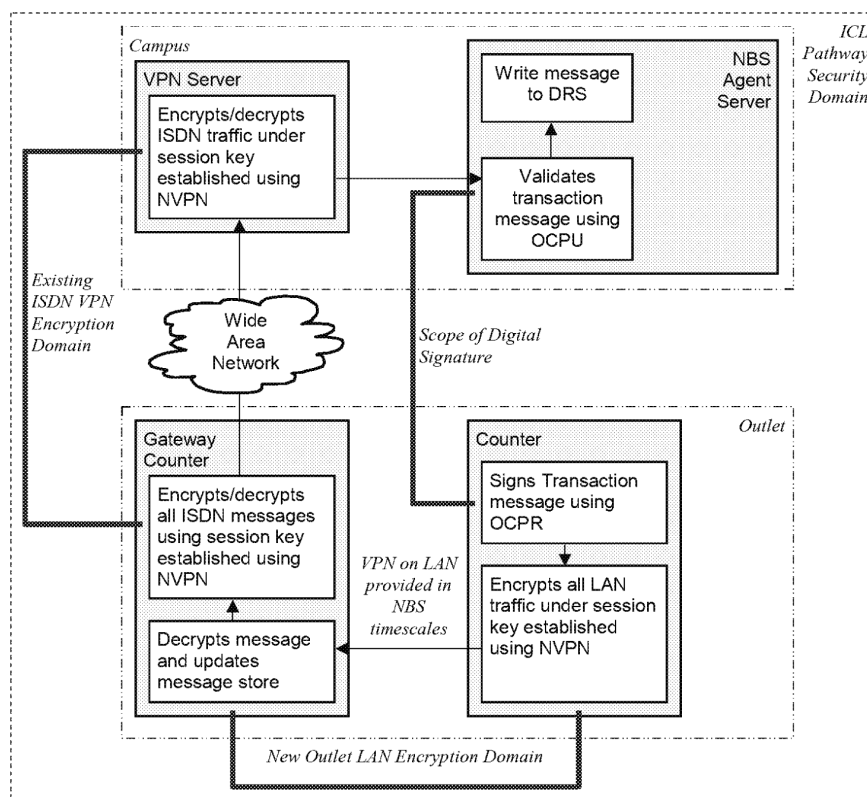 Campus
ICL
Pathway
Security
Domain
VPN Server
Encrypts/decrypts
ISDN traffic under
session key
established using
NVPN
NBS
Agent
Server
Write message
to DRS
Validates
transaction
message using
OCPU
Existing
ISDN VPN
Encryption
Domain
Wide
Area
Network
Scope of Digital
Signature
Outlet
Gateway
Counter
Encrypts/decrypts
all ISDN messages
using session key
established using
NVPN
Decrypts message
and updates
message store
VPN on LAN
provided in
NBS
timescales
Counter
Signs Transaction
message using
OCPR
Encrypts all LAN
traffic under session
key established
using NVPN
New Outlet LAN Encryption Domain